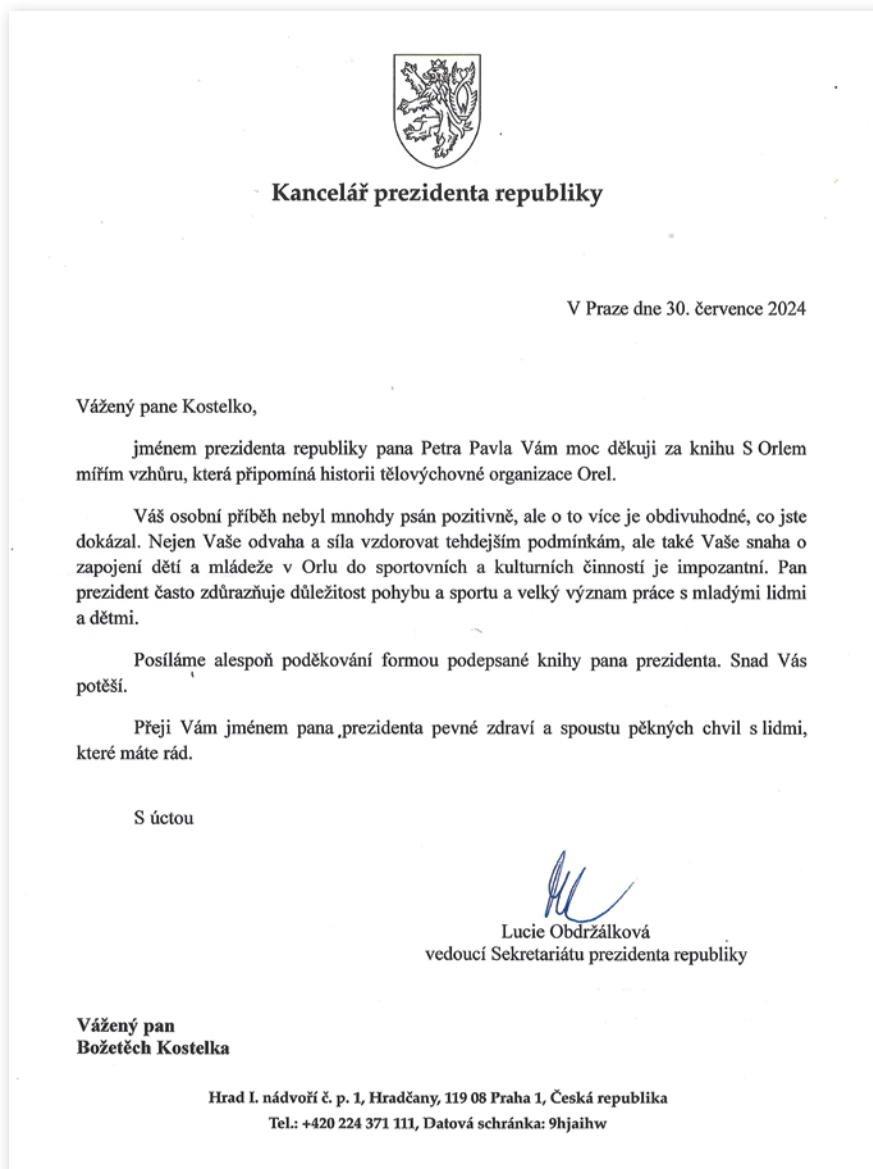 Kancelář prezidenta republiky
V Praze dne 30. července 2024
Vážený pane Kostelko,
jménem prezidenta republiky pana Petra Pavla Vám moc děkuji za knihu S Orlem
mířím vzhůru, která připomíná historii tělovýchovné organizace Orel.
Váš osobní příběh nebyl mnohdy psán pozitivně, ale o to více je obdivuhodné, co jste
dokázal. Nejen Vaše odvaha a síla vzdorovat tehdejším podmínkám, ale také Vaše snaha o
zapojení dětí a mládeže v Orlu do sportovních a kulturních činností je impozantní. Pan
prezident často zdůrazňuje důležitost pohybu a sportu a velký význam práce s mladými lidmi
a dětmi.
Posíláme alespoň poděkování formou podepsané knihy pana prezidenta. Snad Vás
potěší.
Přeji Vám jménem pana prezidenta pevné zdraví a spoustu pěkných chvil s lidmi,
které máte rád.
S úctou
Lucie Obdržálková
vedoucí Sekretariátu prezidenta republiky
Vážený pan
Božetěch Kostelka
Hrad I. nádvoří č. p. 1, Hradčany, 119 08 Praha 1, Česká republika
Tel.: +420 224 371 111, Datová schránka: 9hjaihw